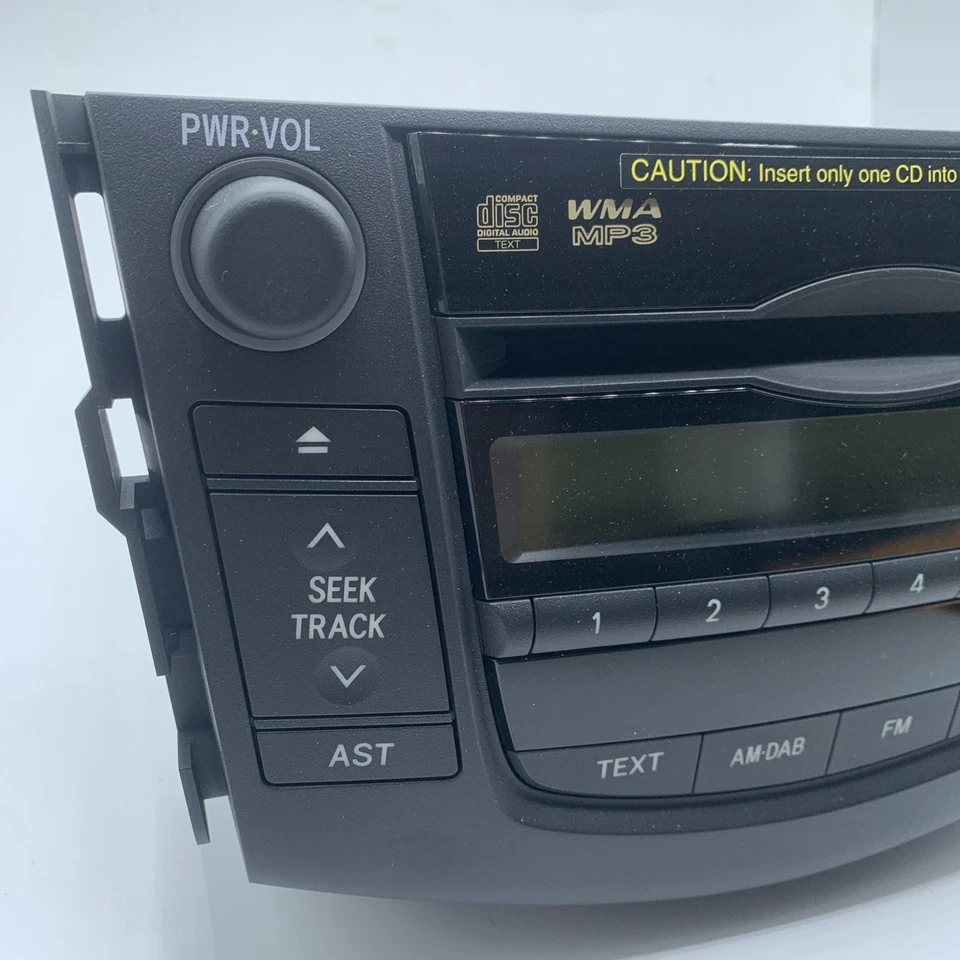 PWR·VOL
CAUTION: Insert only one CD into
COMPACT
disc
DIGITAL AUDIO
TEXT
WMA
MP3
SEEK
TRACK
1 2 3 4
AST
TEXT AM·DAB FM